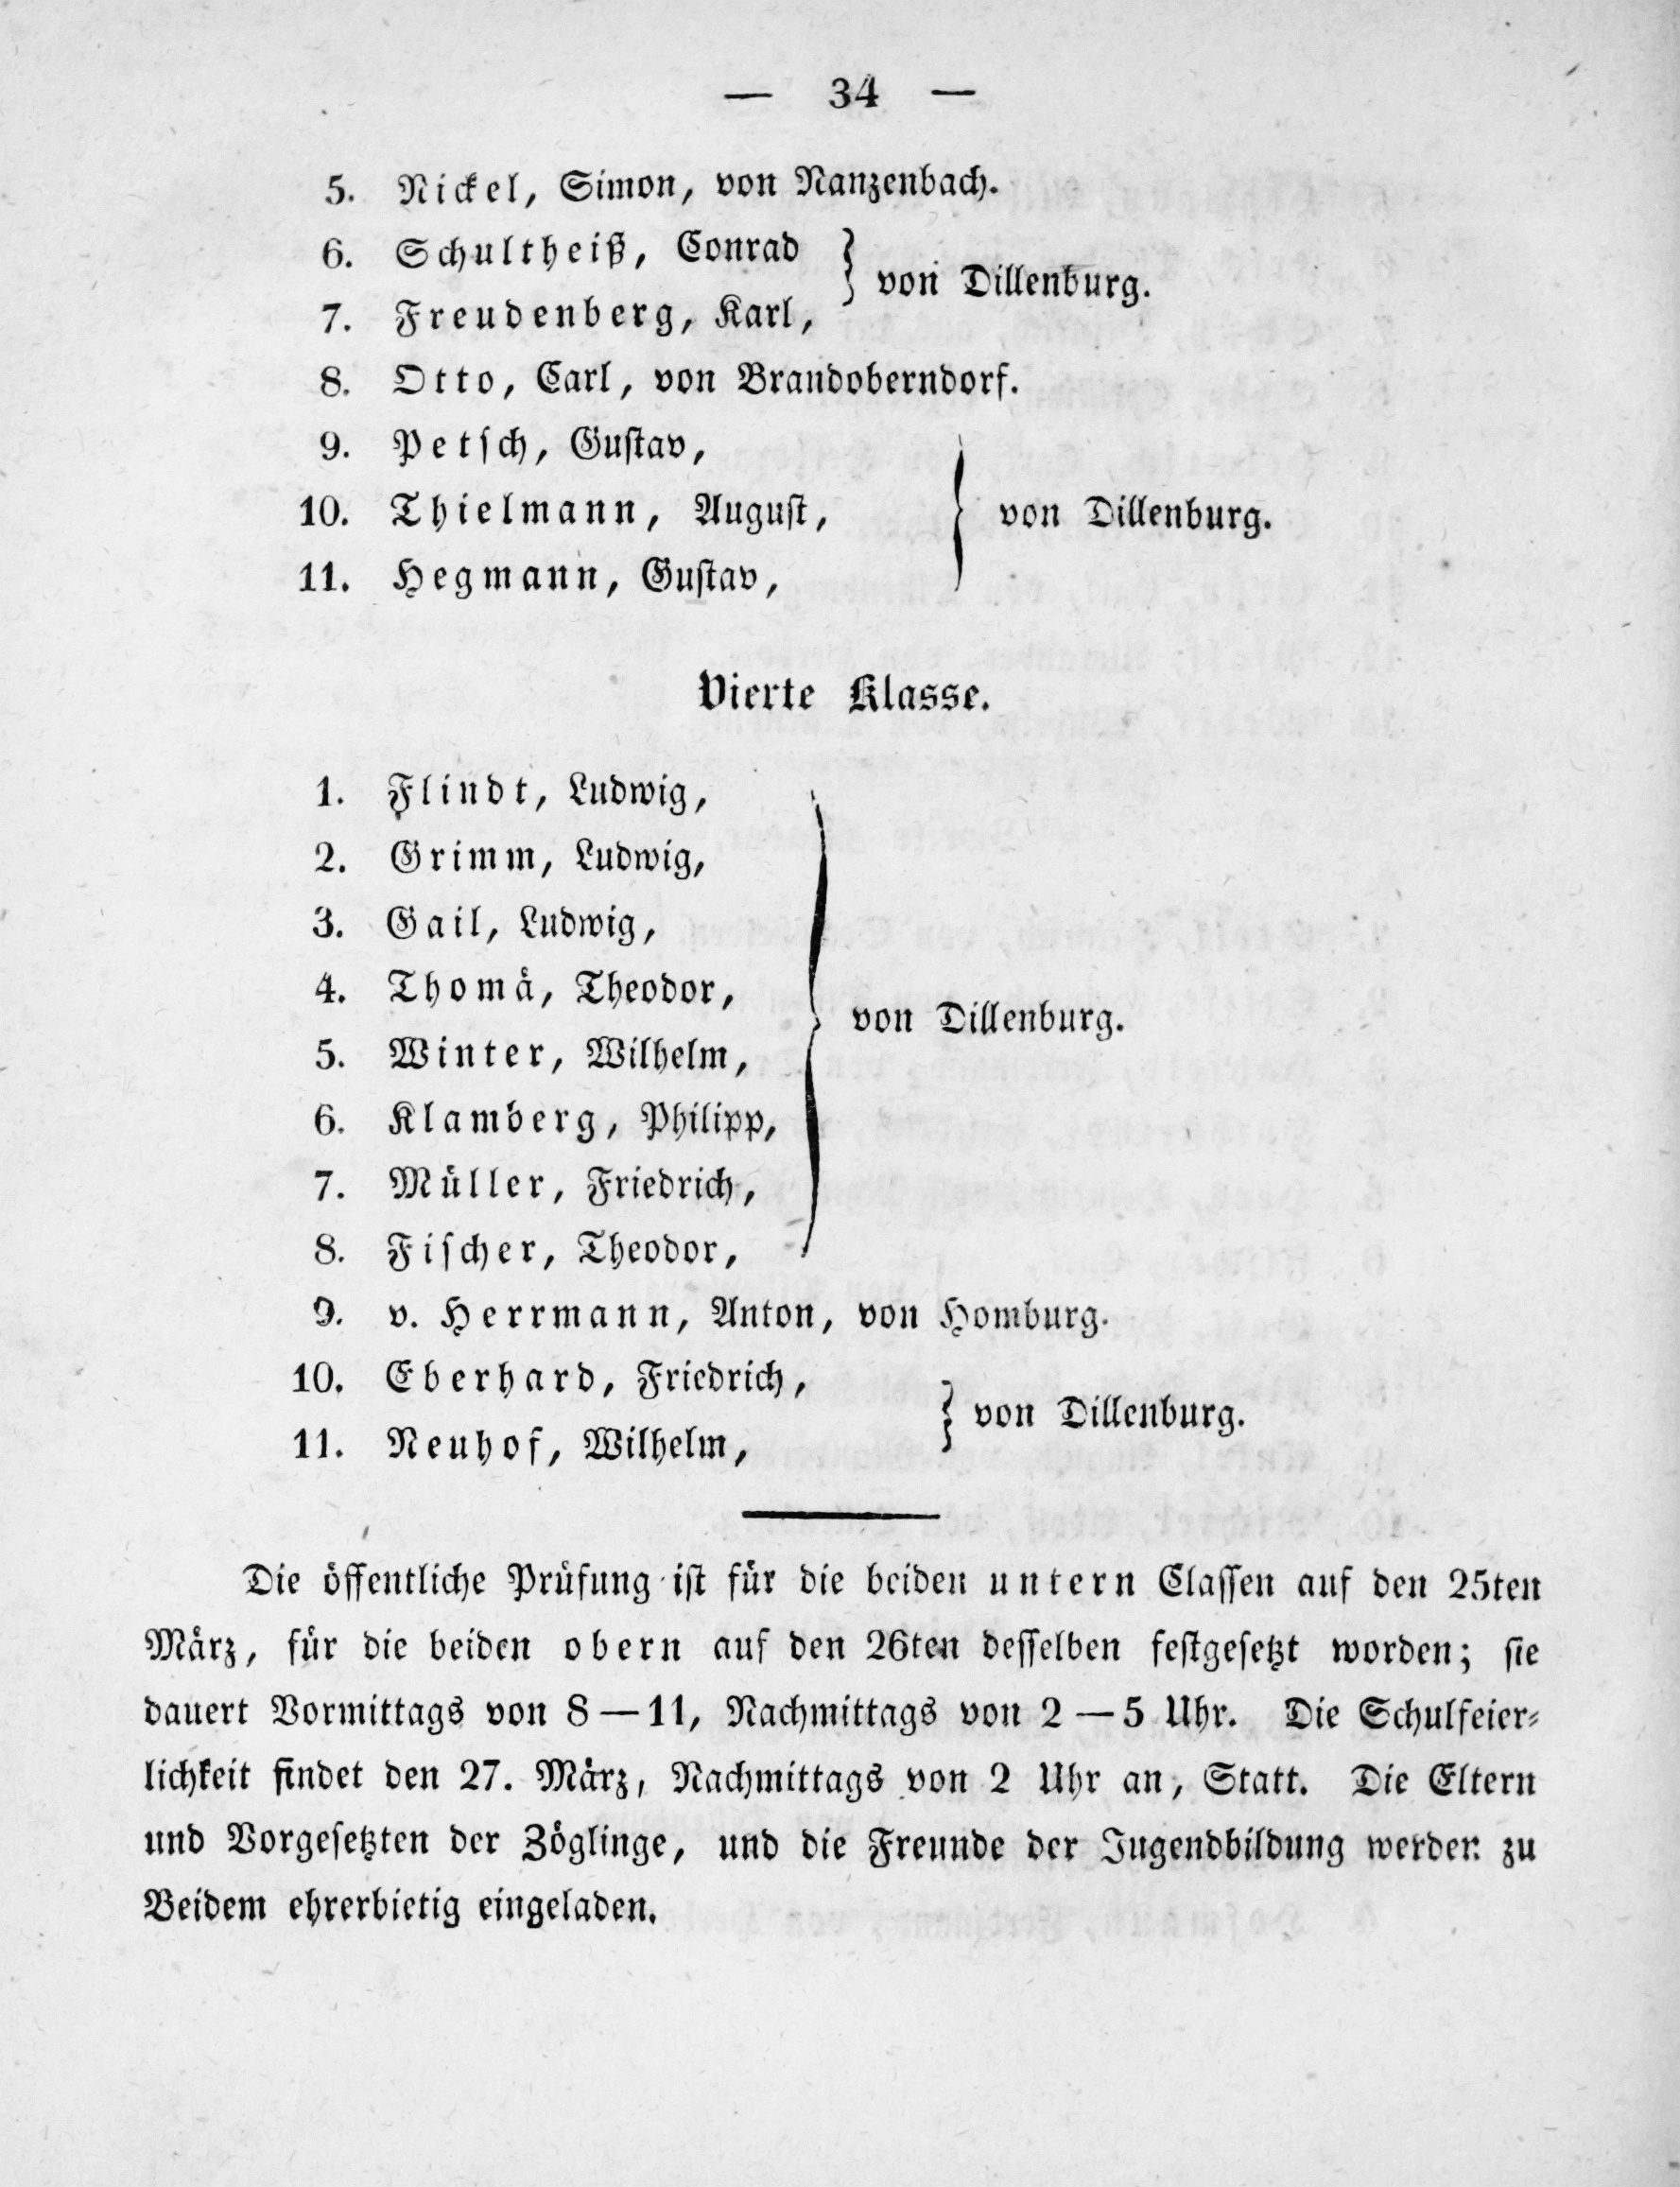 — 34 —
5. Nickel, Simon, von Nanzenbach.
6. Schultheiß, Conrad
von Dillenburg.
7. Freudenberg, Karl,
8. Otto, Carl, von Brandoberndorf.
9. Petsch, Gustav,
10. Thielmann, August, von Dillenburg.
11. Hegmann, Gustav,
Vierte Klasse.
1. Flindt, Ludwig,
2. Grimm, Ludwig,
3. Gail, Ludwig,
4. Thomä, Theodor,
von Dillenburg.
5. Winter, Wilhelm,
6. Klamberg, Philipp,
7. Müller, Friedrich,
8. Fischer, Theodor,
9. v. Herrmann, Anton, von Homburg.
10. Eberhard, Friedrich,
von Dillenburg.
11. Neuhof, Wilhelm,
Die öffentliche Prüfung ist für die beiden untern Classen auf den 25ten
März, für die beiden obern auf den 26ten desselben festgesetzt worden; sie
dauert Vormittags von 8 — 11, Nachmittags von 2 — 5 Uhr. Die Schulfeier-
lichkeit findet den 27. März, Nachmittags von 2 Uhr an, Statt. Die Eltern
und Vorgesetzten der Zöglinge, und die Freunde der Jugendbildung werden zu
Beidem ehrerbietig eingeladen.